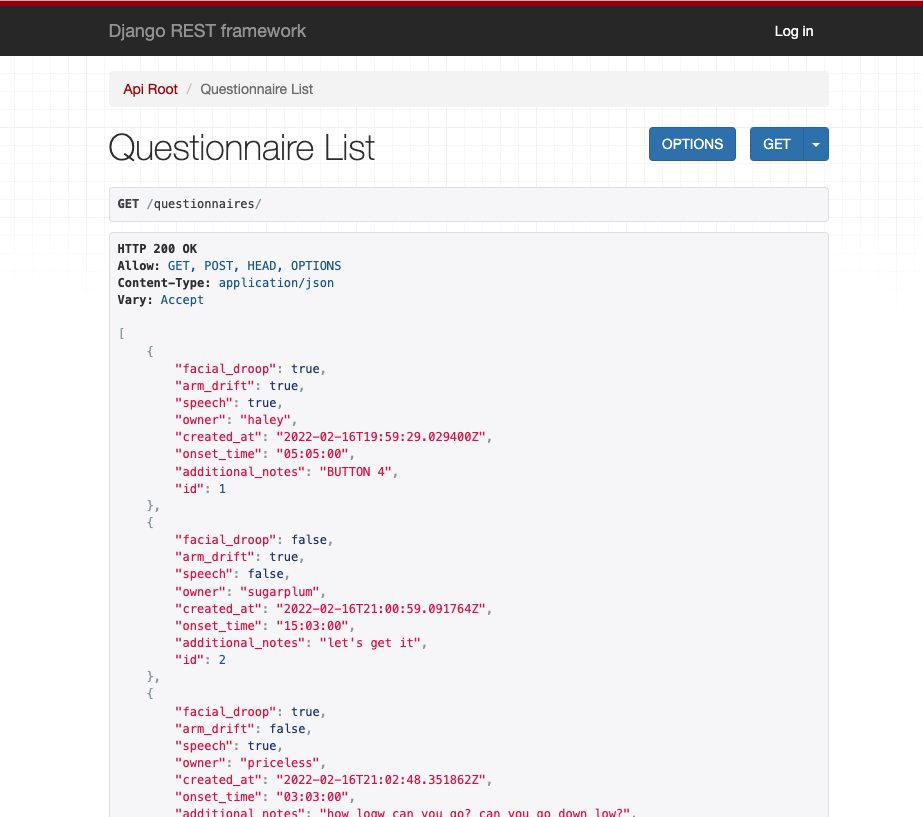 Django REST framework
Log in
Api Root / Questionnaire List
Questionnaire List
OPTIONS
GET
GET /questionnaires/
HTTP 200 OK
Allow: GET, POST, HEAD, OPTIONS
Content-Type: application/json
Vary: Accept
[
{
"facial_droop": true,
"arm_drift": true,
"speech": true,
"owner": "haley",
"created_at": "2022-02-16T19:59:29.029400Z",
"onset_time": "05:05:00",
"additional_notes": "BUTTON 4",
"id": 1
},
{
"facial_droop": false,
"arm_drift": true,
"speech": false,
"owner": "sugarplum",
"created_at": "2022-02-16T21:00:59.091764Z",
"onset_time": "15:03:00",
"additional_notes": "let's get it",
"id": 2
},
{
"facial_droop": true,
"arm_drift": false,
"speech": true,
"owner": "priceless",
"created_at": "2022-02-16T21:02:48.351862Z",
"onset_time": "03:03:00",
"additional_notes": "how logw can you go? can you go down low?",